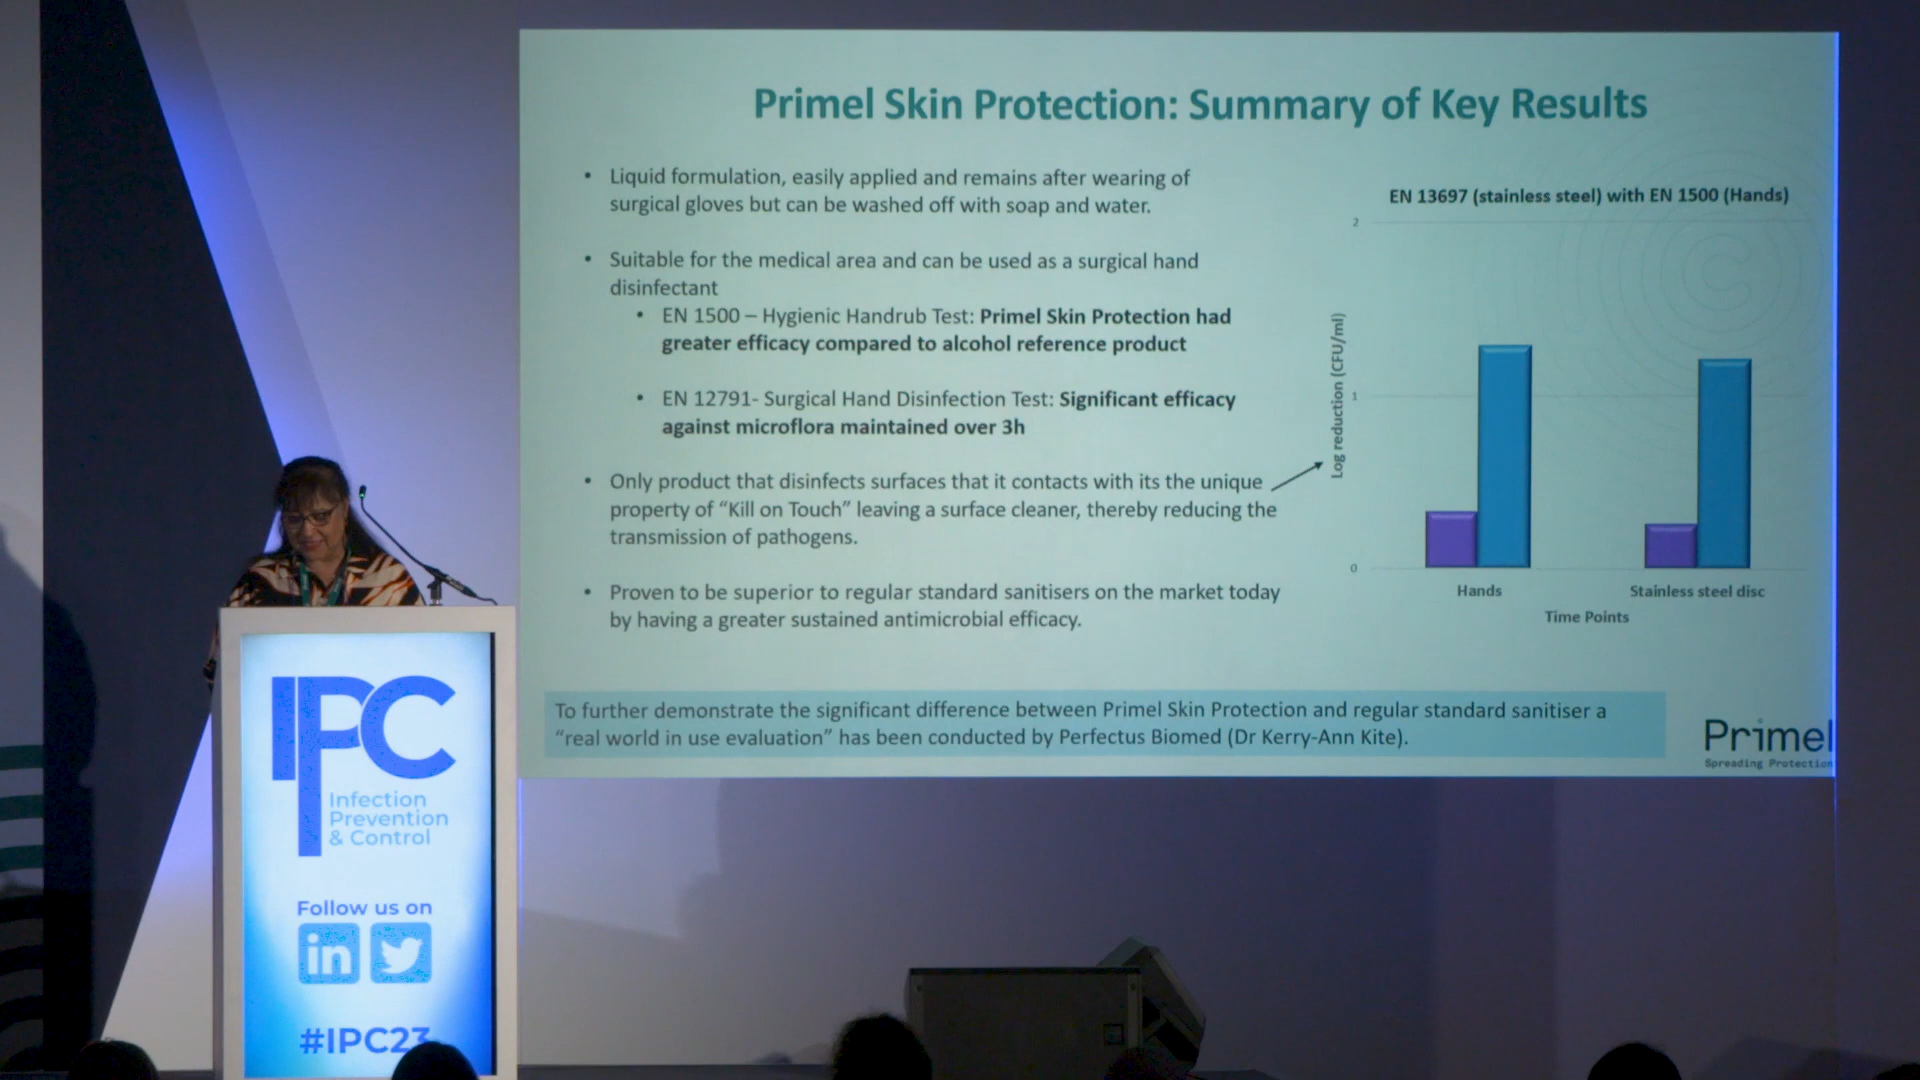 Primel Skin Protection: Summary of Key Results
• Liquid formulation, easily applied and remains after wearing of
surgical gloves but can be washed off with soap and water.
• Suitable for the medical area and can be used as a surgical hand
disinfectant
• EN 1500 – Hygienic Handrub Test: Primel Skin Protection had
greater efficacy compared to alcohol reference product
• EN 12791- Surgical Hand Disinfection Test: Significant efficacy
against microflora maintained over 3h
• Only product that disinfects surfaces that it contacts with its the unique
property of “Kill on Touch” leaving a surface cleaner, thereby reducing the
transmission of pathogens.
• Proven to be superior to regular standard sanitisers on the market today
by having a greater sustained antimicrobial efficacy.
EN 13697 (stainless steel) with EN 1500 (Hands)
2
1
0
Log reduction (CFU/ml)
Hands
Stainless steel disc
Time Points
To further demonstrate the significant difference between Primel Skin Protection and regular standard sanitiser a
“real world in use evaluation” has been conducted by Perfectus Biomed (Dr Kerry-Ann Kite).
Primel
Spreading Protection
IPC
Infection
Prevention
& Control
Follow us on
in
#IPC23